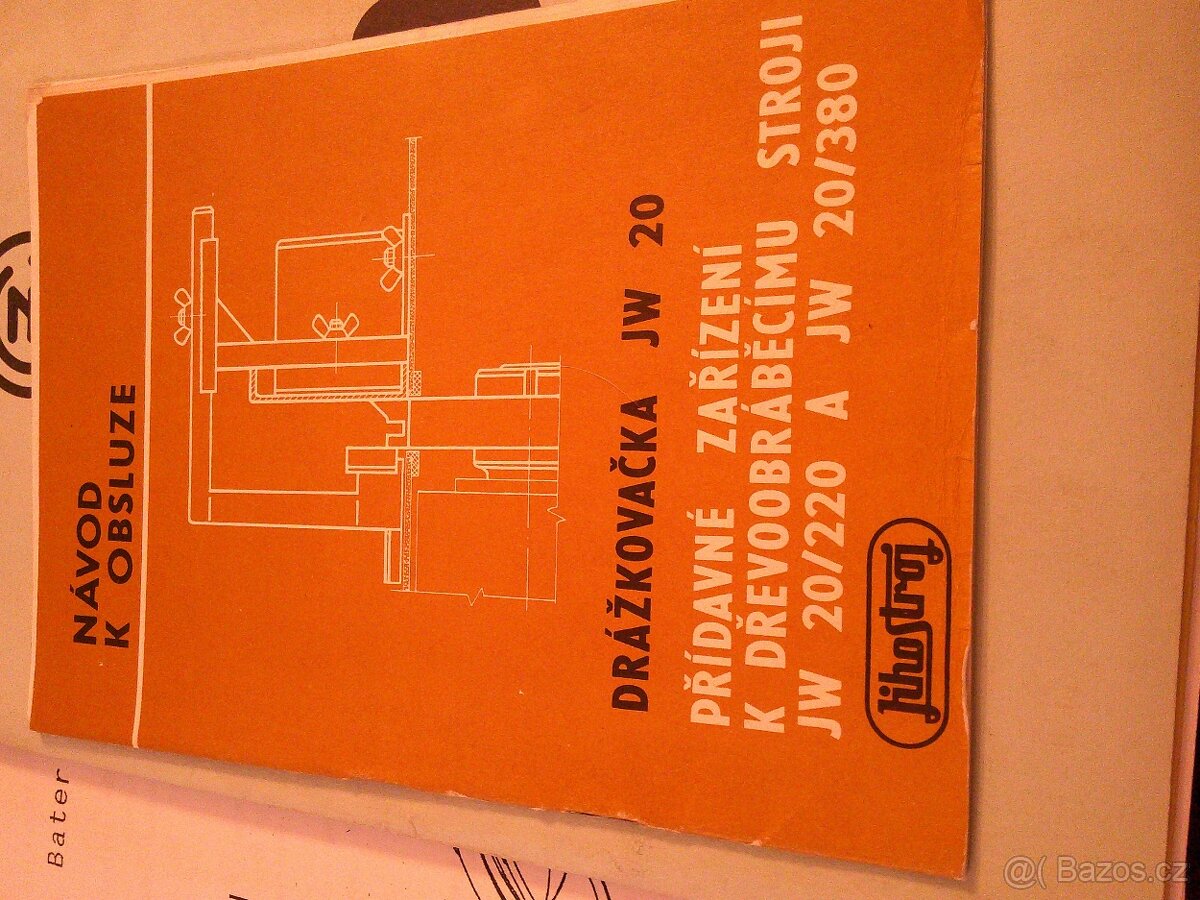 NÁVOD
K OBSLUZE
DRÁŽKOVAČKA JW 20
PŘÍDAVNÉ ZAŘÍZENÍ
K DŘEVOOBRÁBĚCÍMU STROJI
JW 20/220 A JW 20/380
Jihostroj
Bater
@( Bazos.cz